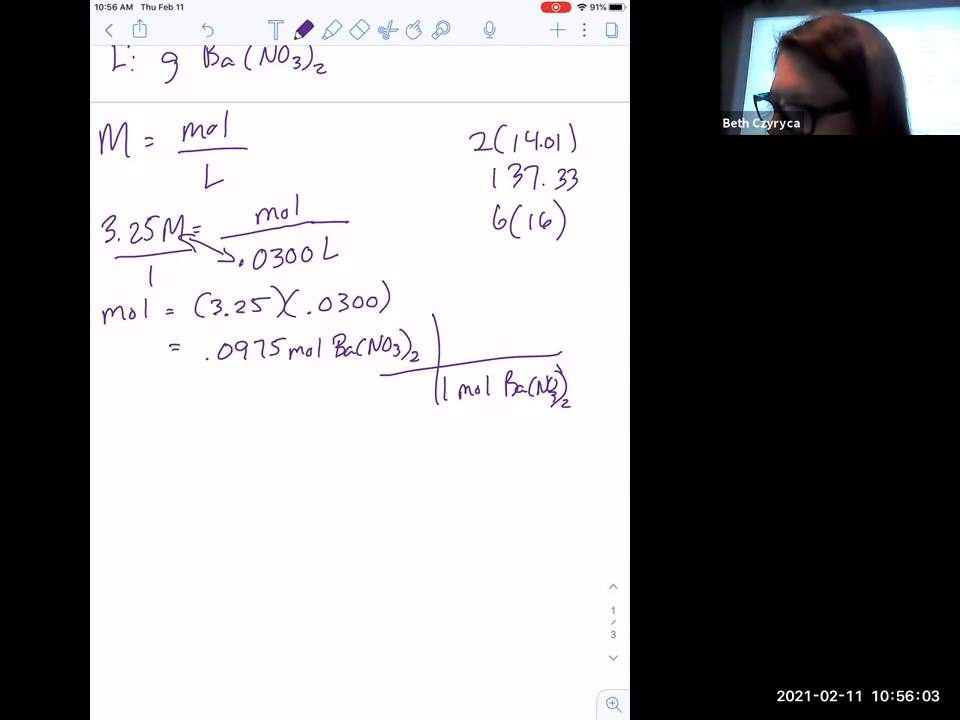 10:56 AM Thu Feb 11
91%
T
L: g Ba(NO3)2
M = mol
L
2(14.01)
137.33
6(16)
3.25M = mol
1 .0300 L
mol = (3.25)(.0300)
= .0975 mol Ba(NO3)2
1 mol Ba(NO3)2
1
/
3
Beth Czyryca
2021-02-11 10:56:03